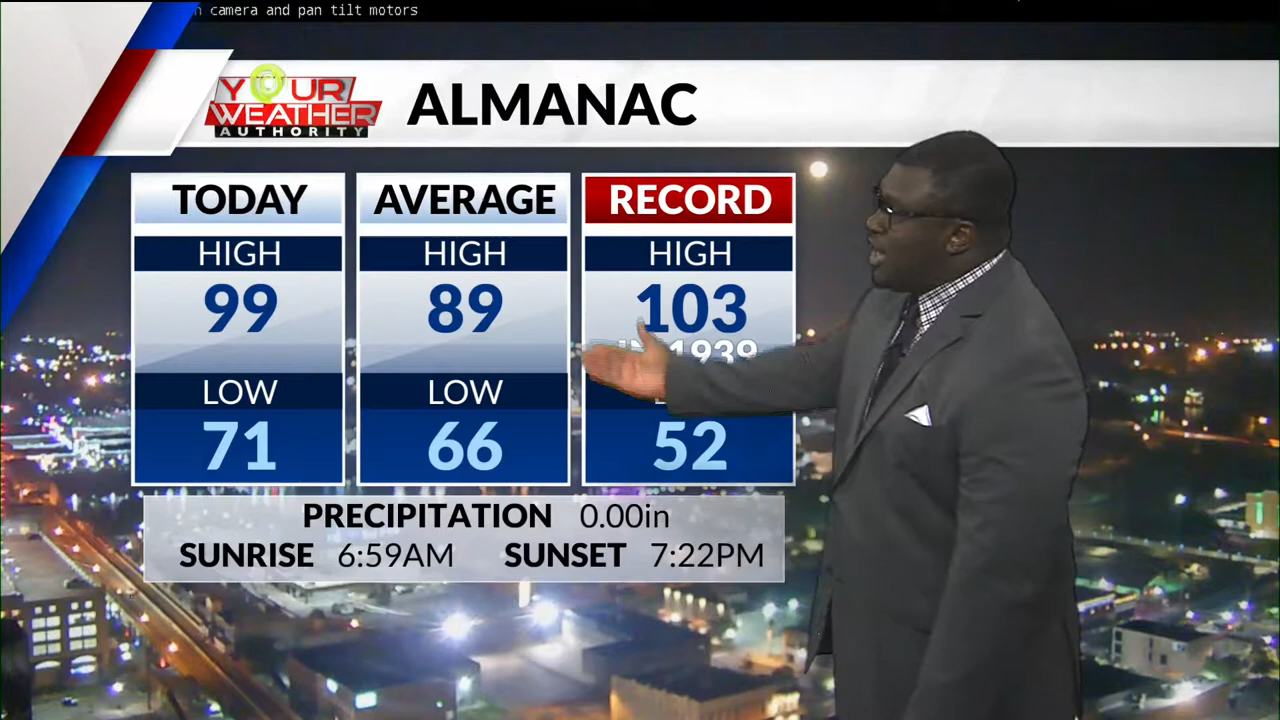 camera and pan tilt motors
YOUR
WEATHER
AUTHORITY
ALMANAC
TODAY
HIGH
99
LOW
71
AVERAGE
HIGH
89
LOW
66
RECORD
HIGH
103
1939
52
PRECIPITATION 0.00in
SUNRISE 6:59AM SUNSET 7:22PM